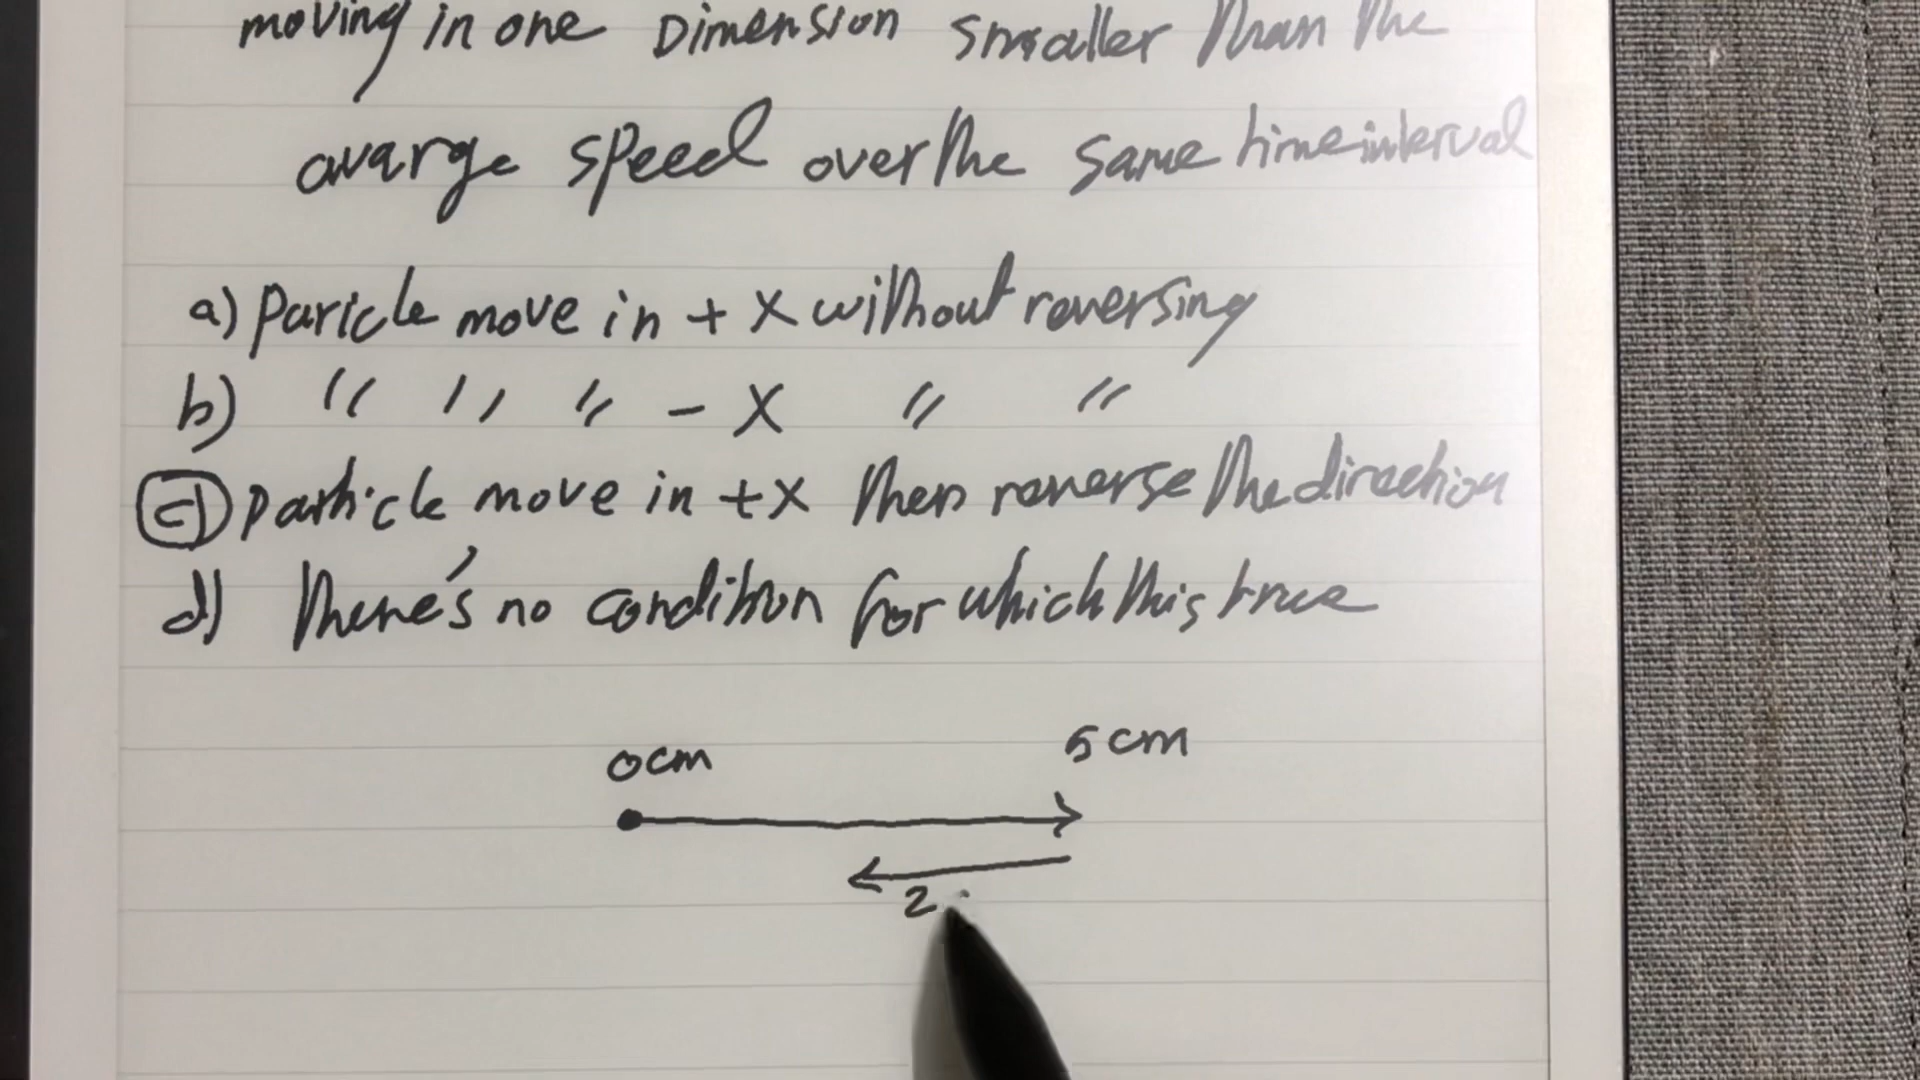 moving in one Dimension smaller than the
avarge speed over the same time interval
a) Paricle move in + X without reversing
b) " " " - X " "
c) particle move in +X then reverse the direction
d) There's no condition for which this true
0cm 5cm
2